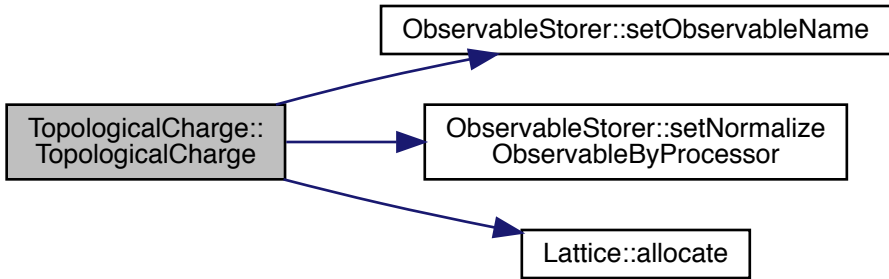 ObservableStorer::setObservableName
TopologicalCharge::
TopologicalCharge
ObservableStorer::setNormalize
ObservableByProcessor
Lattice::allocate